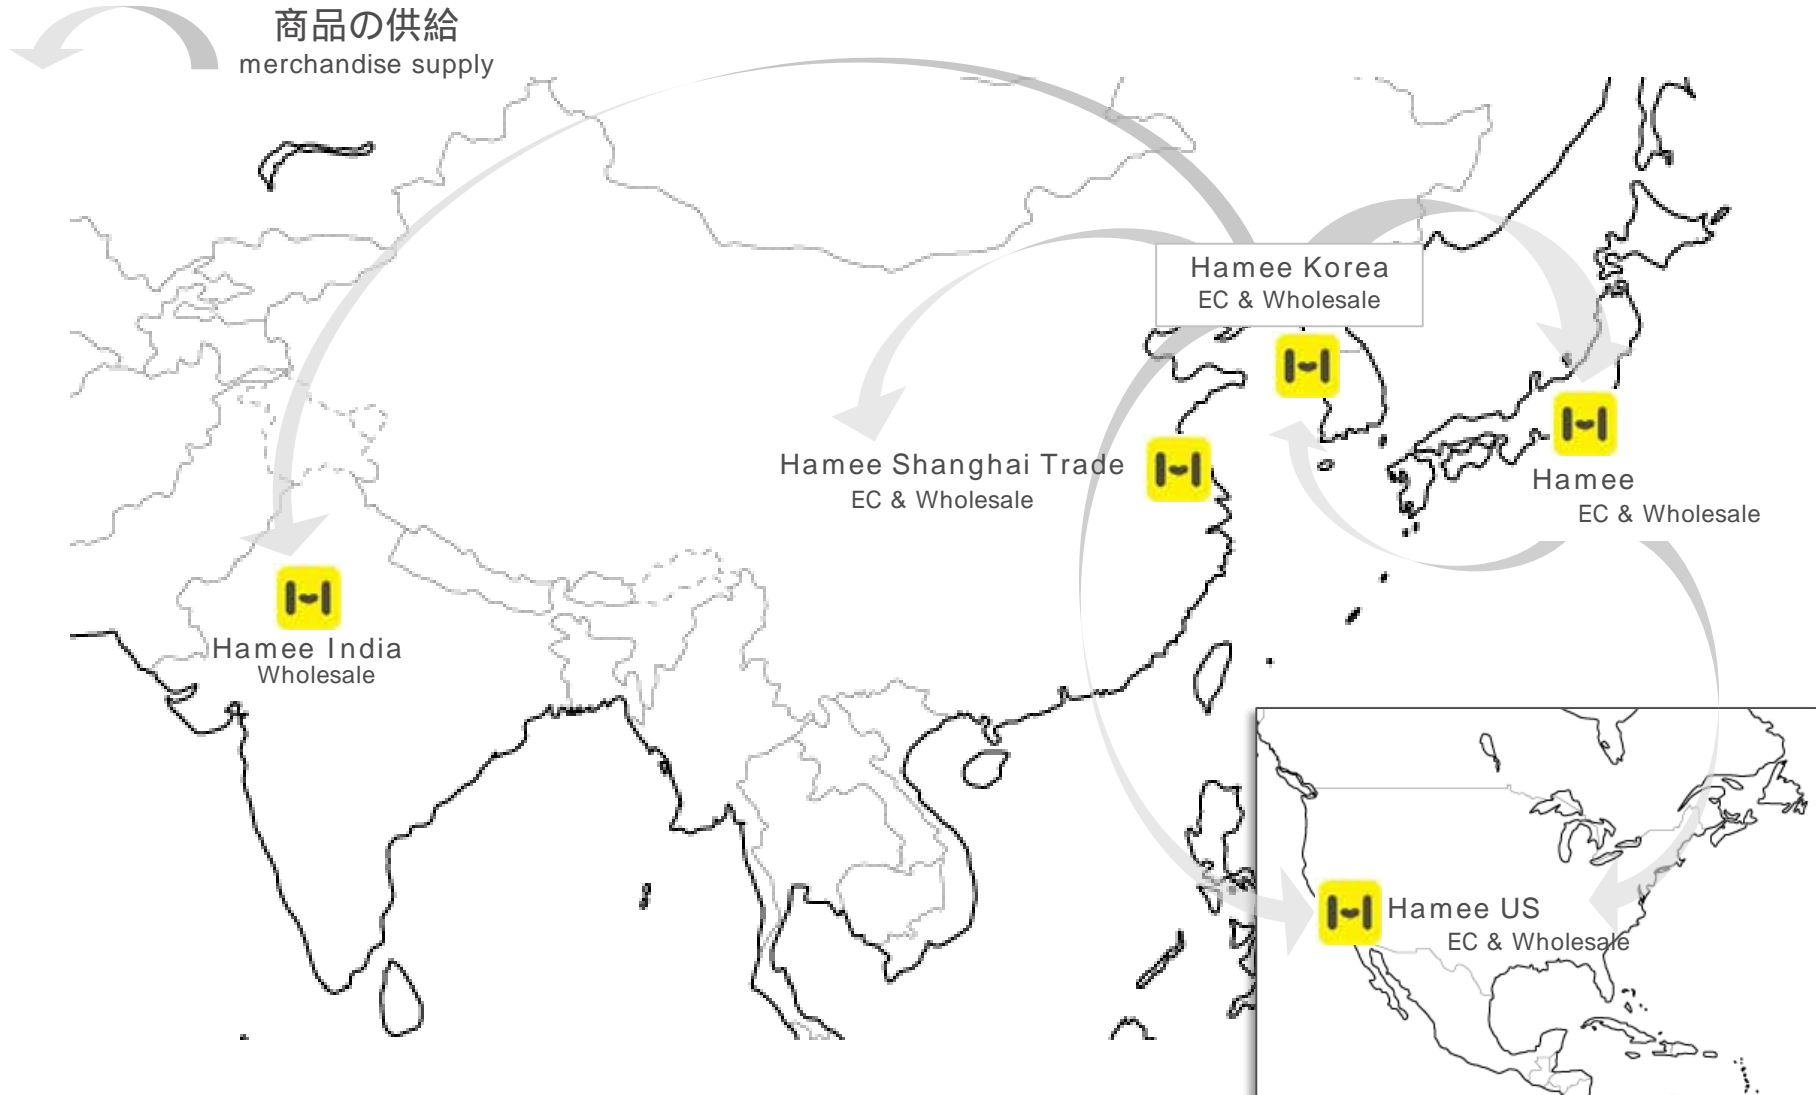 商品の供給
merchandise supply
Hamee Korea
EC & Wholesale
Hamee Shanghai Trade
EC & Wholesale
Hamee
EC & Wholesale
Hamee India
Wholesale
Hamee US
EC & Wholesale